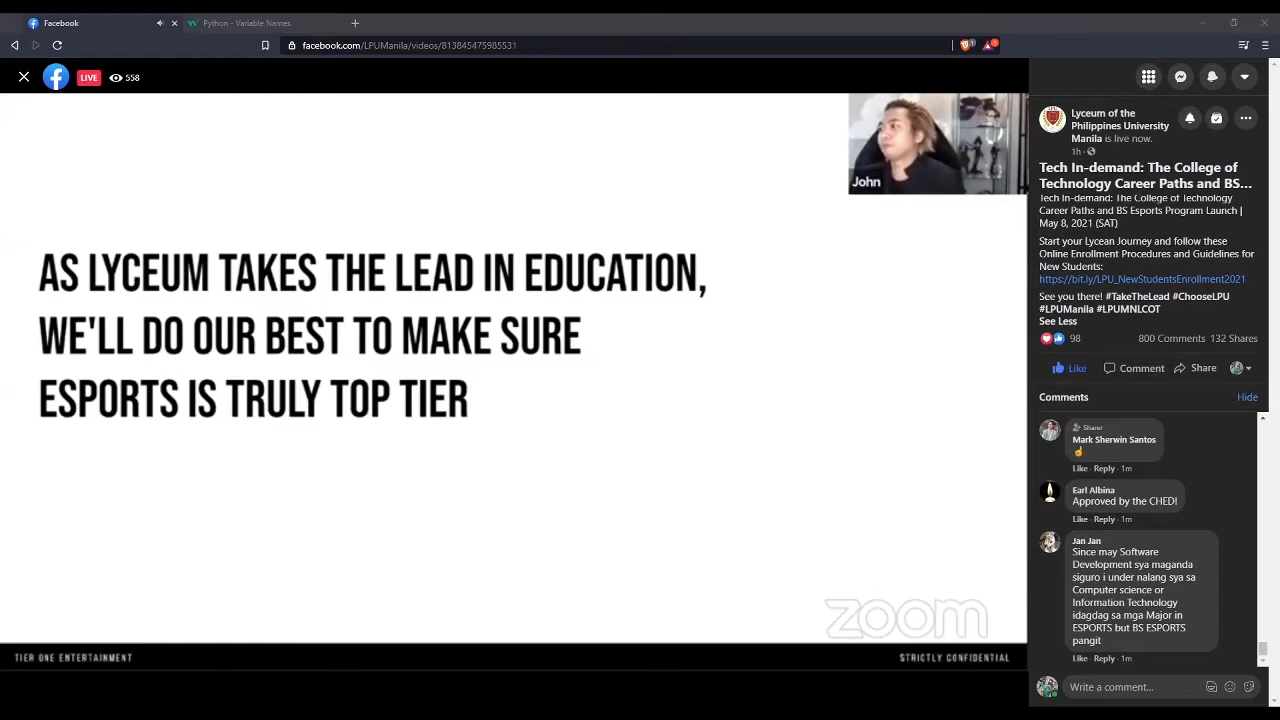 Facebook
Python - Variable Names
facebook.com/LPUManila/videos/813845475985531
LIVE
558
AS LYCEUM TAKES THE LEAD IN EDUCATION,
WE'LL DO OUR BEST TO MAKE SURE
ESPORTS IS TRULY TOP TIER
John
zoom
TIER ONE ENTERTAINMENT
STRICTLY CONFIDENTIAL
Lyceum of the
Philippines University
Manila is live now.
1h
Tech In-demand: The College of
Technology Career Paths and BS...
Tech In-demand: The College of Technology
Career Paths and BS Esports Program Launch |
May 8, 2021 (SAT)
Start your Lycean Journey and follow these
Online Enrollment Procedures and Guidelines for
New Students:
https://bit.ly/LPU_NewStudentsEnrollment2021
See you there! #TakeTheLead #ChooseLPU
#LPUManila #LPUMNLCOT
See Less
98
800 Comments 132 Shares
Like Comment Share
Comments
Hide
Sharer
Mark Sherwin Santos
☝
Like · Reply · 1m
Earl Albina
Approved by the CHED!
Like · Reply · 1m
Jan Jan
Since may Software
Development sya maganda
siguro i under nalang sya sa
Computer science or
Information Technology
idagdag sa mga Major in
ESPORTS but BS ESPORTS
pangit
Like · Reply · 1m
Write a comment...